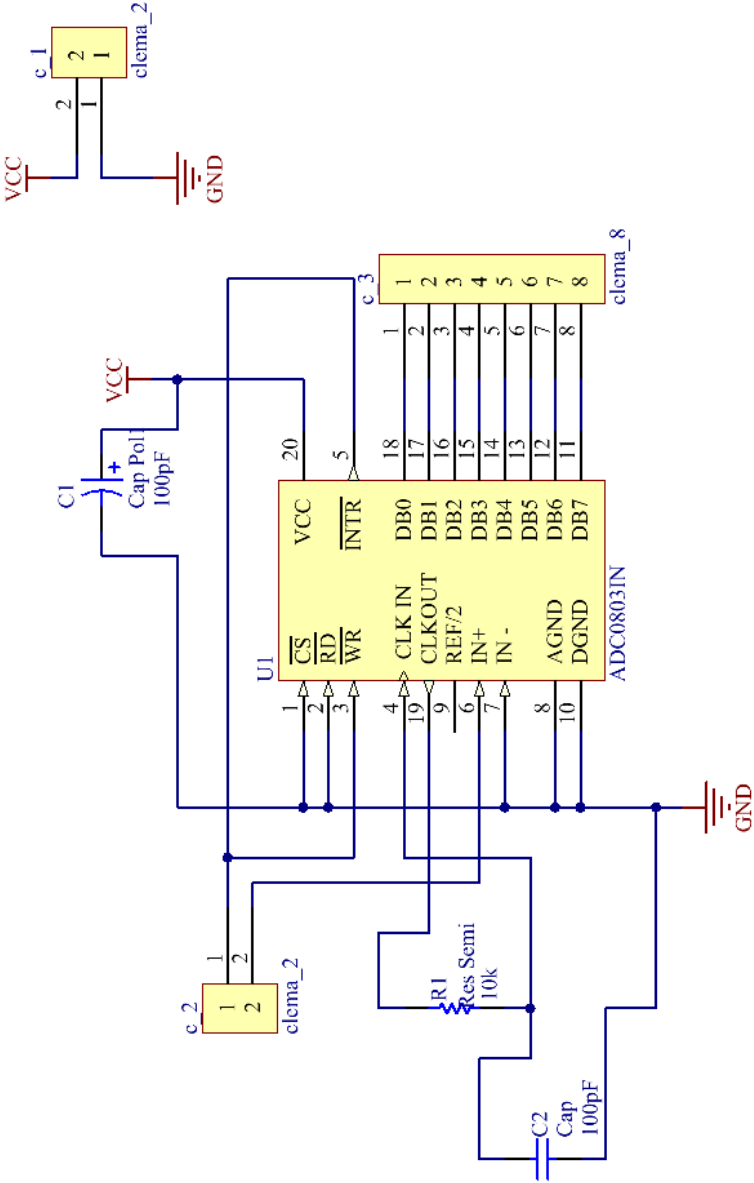 VCC
c_1
2
1
2
1
clema_2
GND
VCC
C1
Cap Pol1
100pF
c_3
1
2
3
4
5
6
7
8
1
2
3
4
5
6
7
8
clema_8
U1
1
2
3
4
19
9
6
7
8
10
CS
RD
WR
CLK IN
CLKOUT
REF/2
IN+
IN -
AGND
DGND
VCC
INTR
DB0
DB1
DB2
DB3
DB4
DB5
DB6
DB7
20
5
18
17
16
15
14
13
12
11
ADC0803IN
c_2
1
2
1
2
clema_2
R1
Res Semi
10k
C2
Cap
100pF
GND